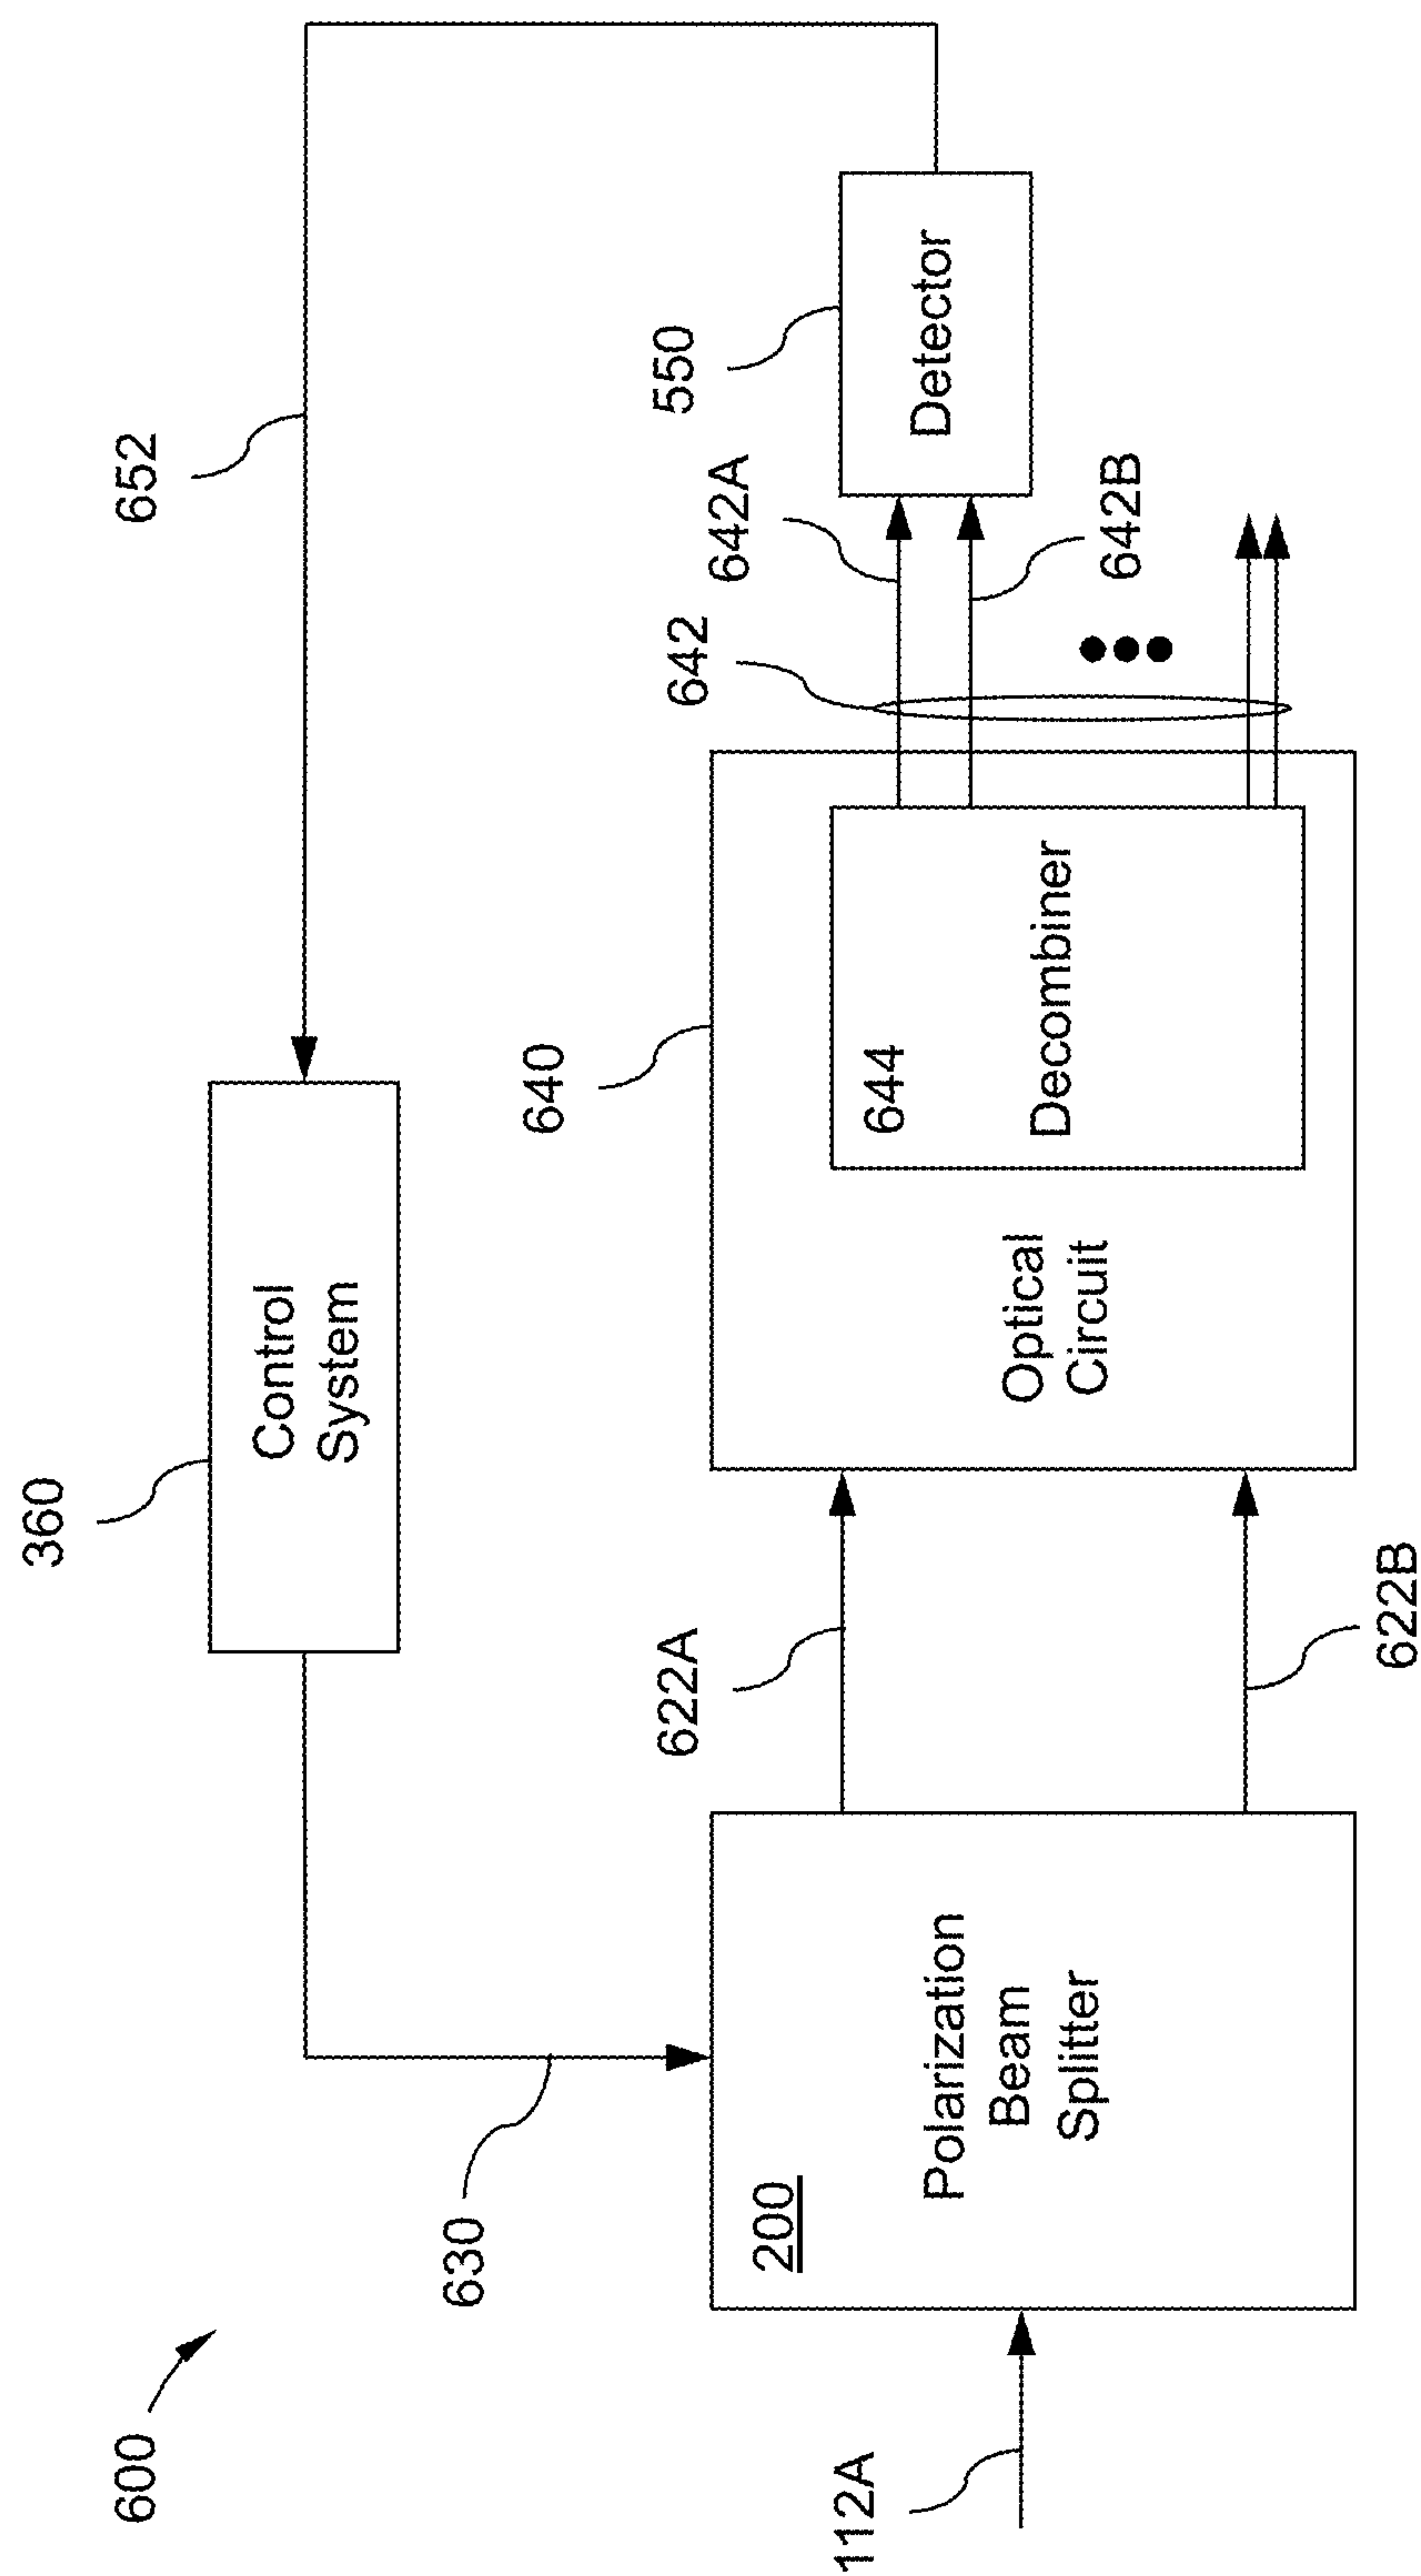 600
360
Control
System
652
630
112A
200
Polarization
Beam
Splitter
622A
622B
640
Optical
Circuit
644
Decombiner
642
642A
642B
550
Detector